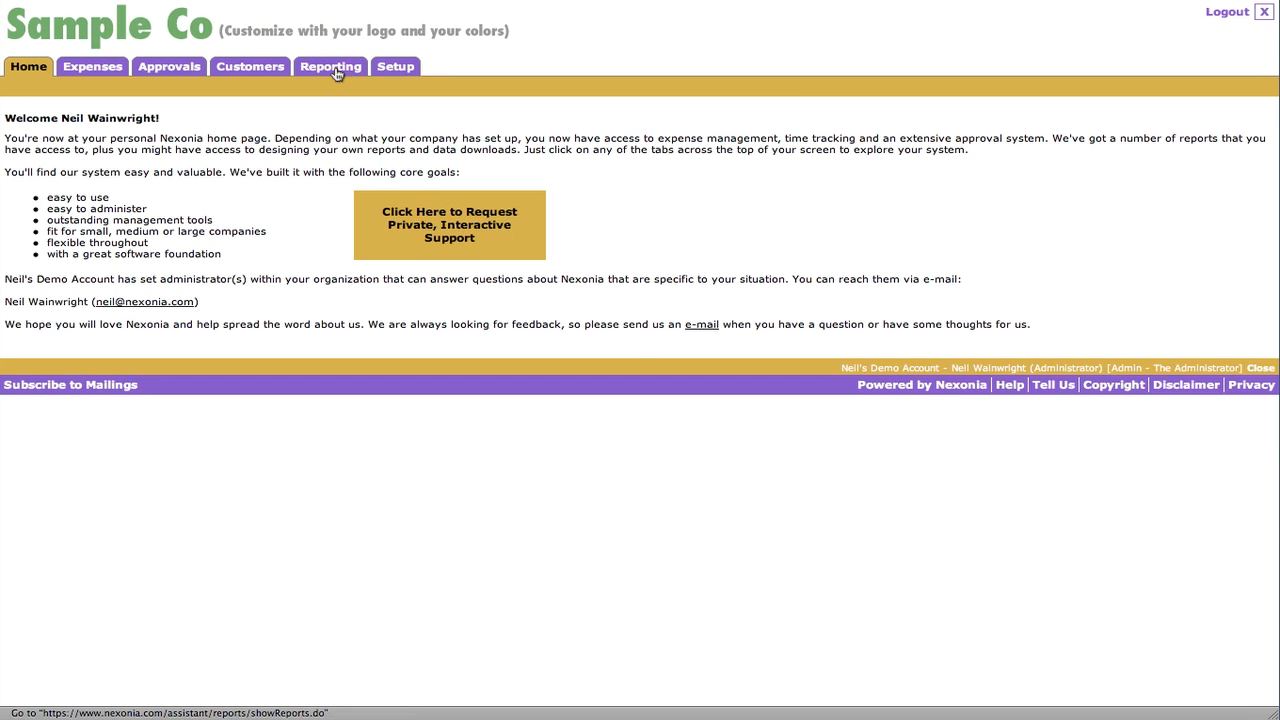 Sample Co (Customize with your logo and your colors)
Logout X
Home Expenses Approvals Customers Reporting Setup
Welcome Neil Wainwright!
You're now at your personal Nexonia home page. Depending on what your company has set up, you now have access to expense management, time tracking and an extensive approval system. We've got a number of reports that you
have access to, plus you might have access to designing your own reports and data downloads. Just click on any of the tabs across the top of your screen to explore your system.
You'll find our system easy and valuable. We've built it with the following core goals:
• easy to use
• easy to administer
• outstanding management tools
• fit for small, medium or large companies
• flexible throughout
• with a great software foundation
Click Here to Request
Private, Interactive
Support
Neil's Demo Account has set administrator(s) within your organization that can answer questions about Nexonia that are specific to your situation. You can reach them via e-mail:
Neil Wainwright (neil@nexonia.com)
We hope you will love Nexonia and help spread the word about us. We are always looking for feedback, so please send us an e-mail when you have a question or have some thoughts for us.
Neil's Demo Account - Neil Wainwright (Administrator) [Admin - The Administrator] Close
Subscribe to Mailings
Powered by Nexonia | Help | Tell Us | Copyright | Disclaimer | Privacy
Go to "https://www.nexonia.com/assistant/reports/showReports.do"